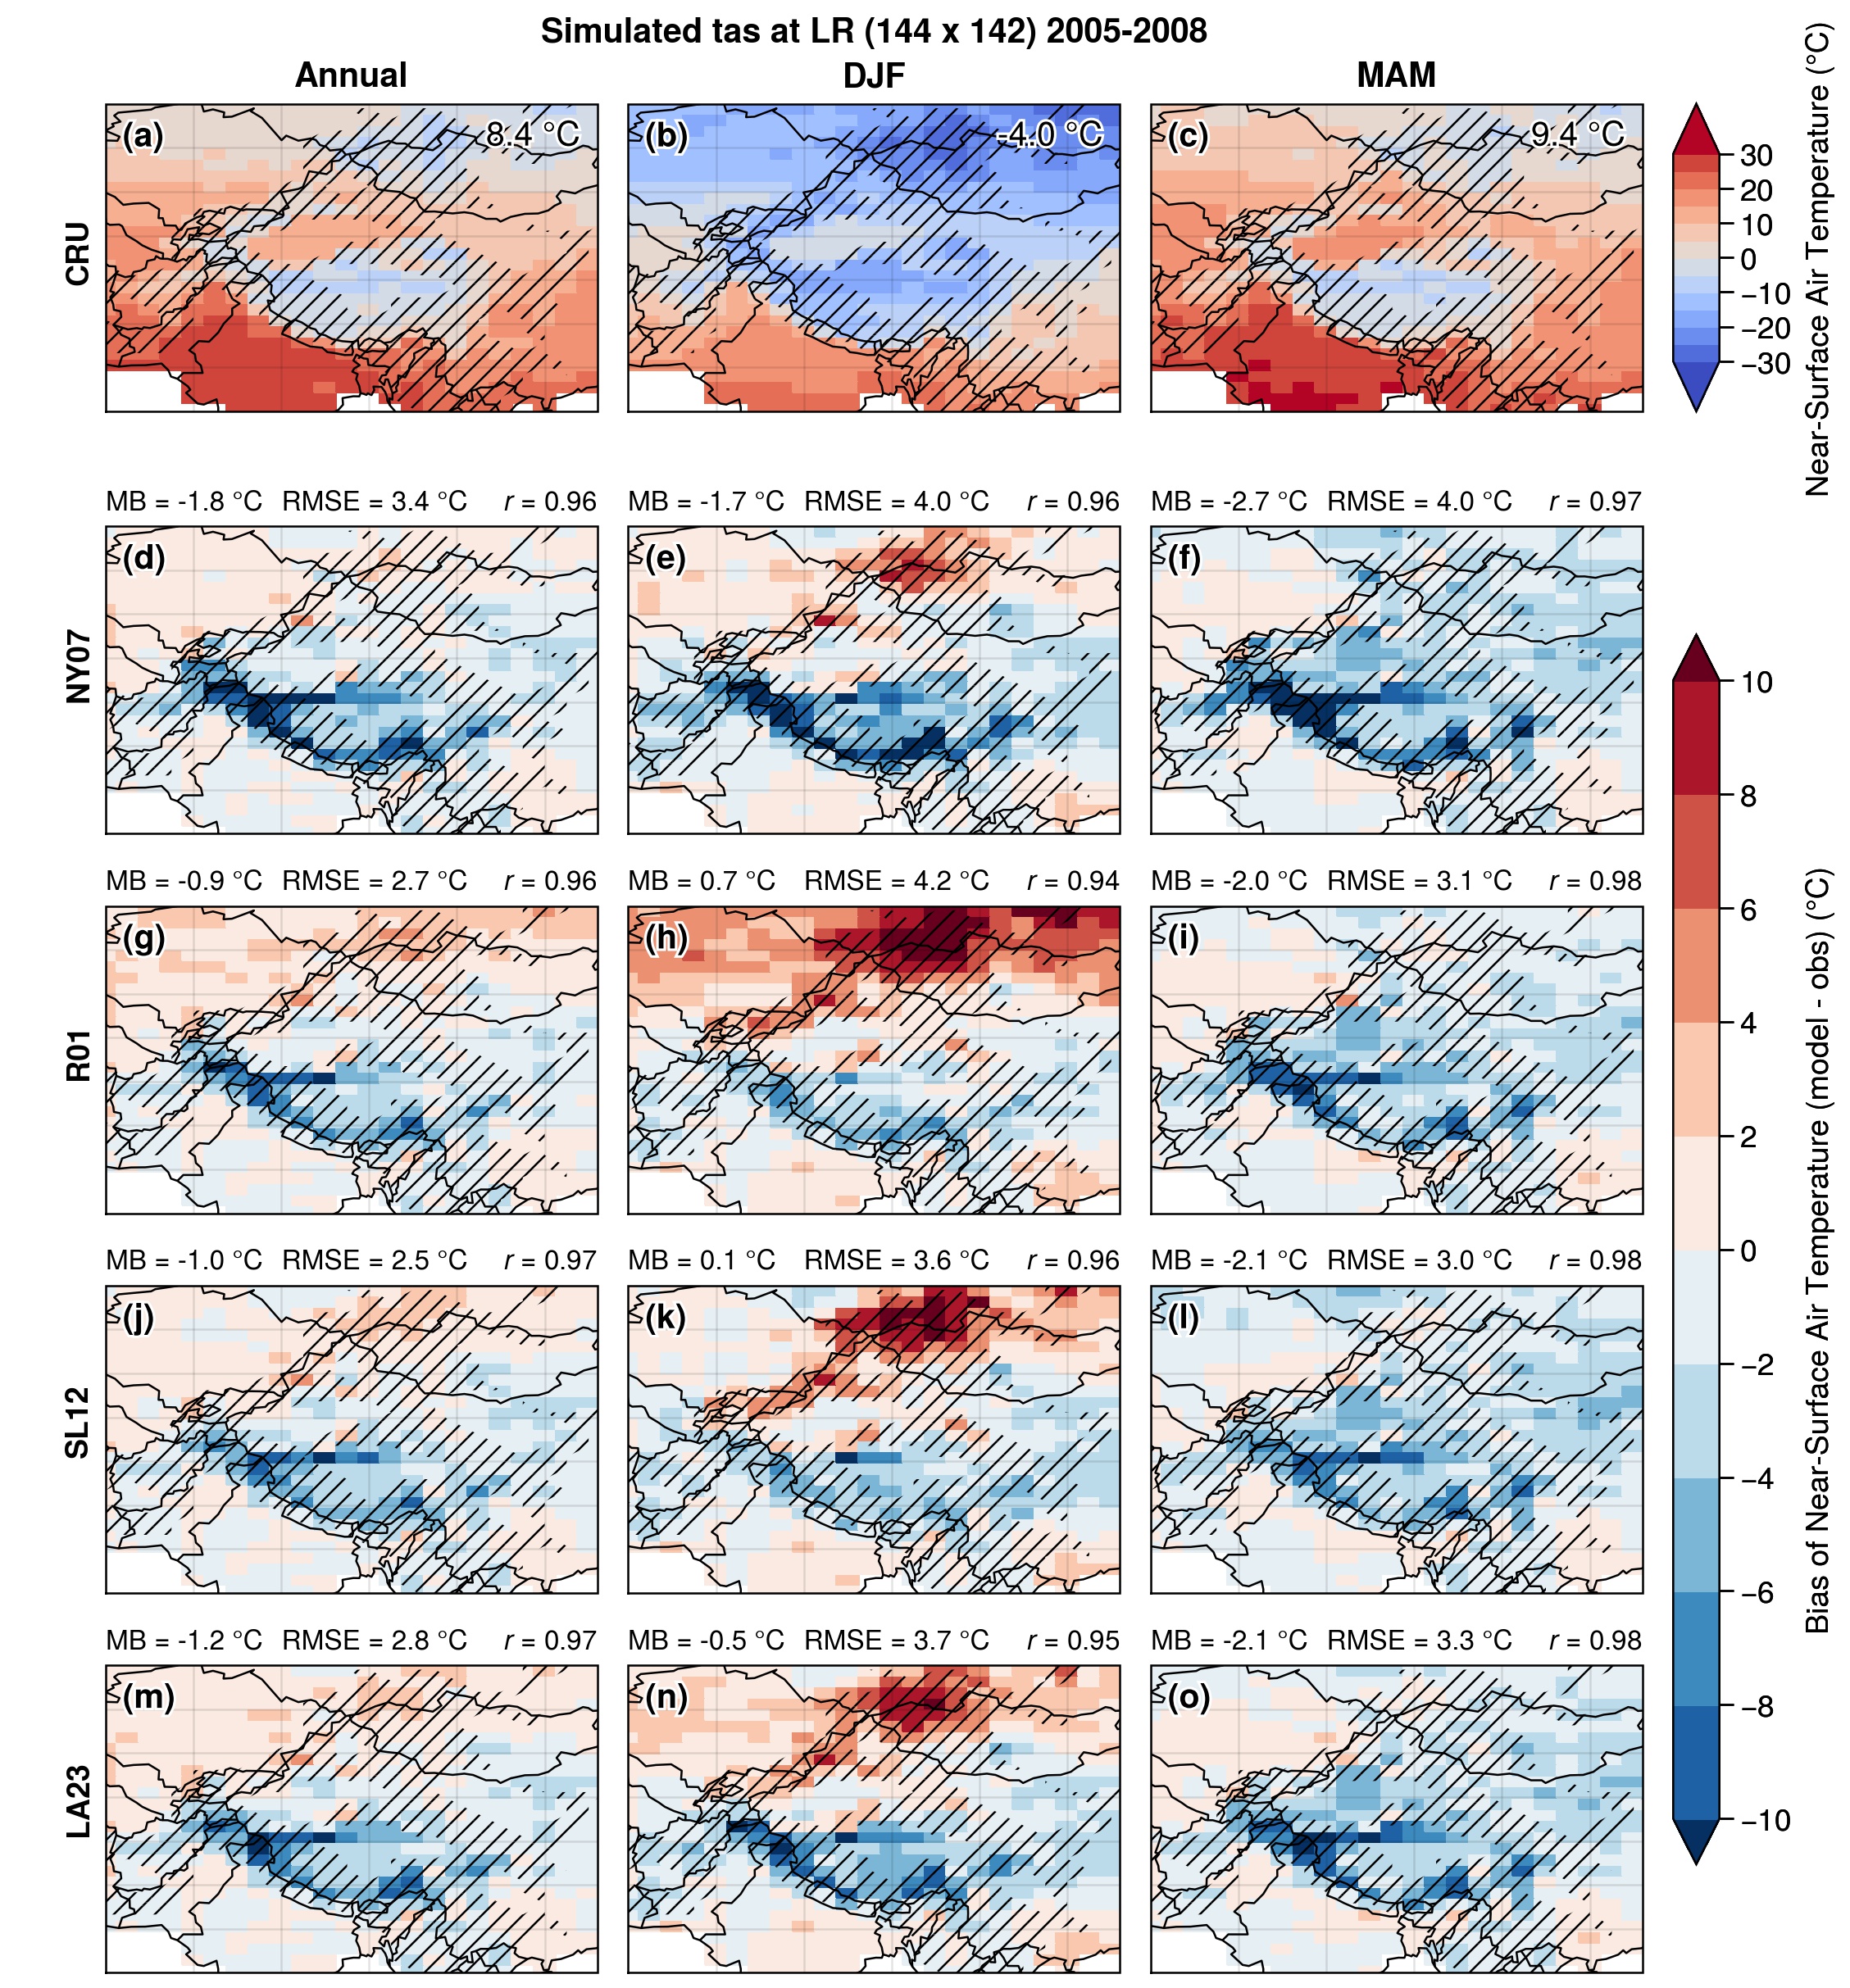 Simulated tas at LR (144 x 142) 2005-2008
Annual DJF MAM
CRU
(a) 8.4 °C
(b) -4.0 °C
(c) 9.4 °C
30
20
10
0
−10
−20
−30
Near-Surface Air Temperature (°C)
NY07
MB = -1.8 °C RMSE = 3.4 °C r = 0.96
(d)
MB = -1.7 °C RMSE = 4.0 °C r = 0.96
(e)
MB = -2.7 °C RMSE = 4.0 °C r = 0.97
(f)
R01
MB = -0.9 °C RMSE = 2.7 °C r = 0.96
(g)
MB = 0.7 °C RMSE = 4.2 °C r = 0.94
(h)
MB = -2.0 °C RMSE = 3.1 °C r = 0.98
(i)
SL12
MB = -1.0 °C RMSE = 2.5 °C r = 0.97
(j)
MB = 0.1 °C RMSE = 3.6 °C r = 0.96
(k)
MB = -2.1 °C RMSE = 3.0 °C r = 0.98
(l)
LA23
MB = -1.2 °C RMSE = 2.8 °C r = 0.97
(m)
MB = -0.5 °C RMSE = 3.7 °C r = 0.95
(n)
MB = -2.1 °C RMSE = 3.3 °C r = 0.98
(o)
10
8
6
4
2
0
−2
−4
−6
−8
−10
Bias of Near-Surface Air Temperature (model - obs) (°C)